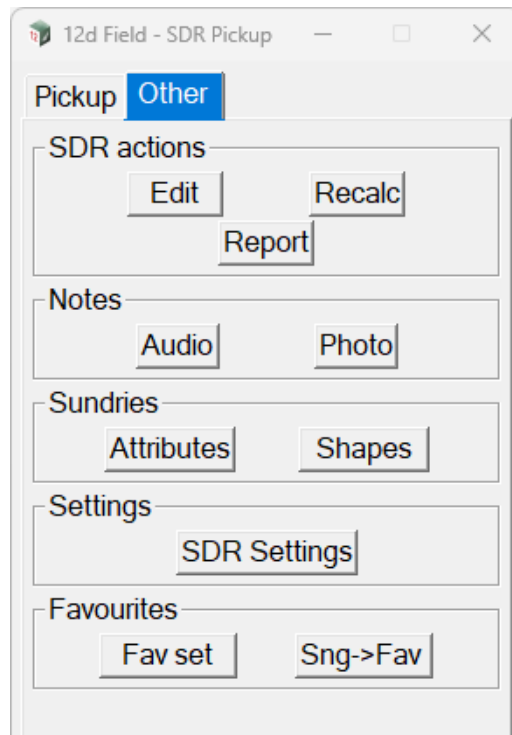 12d Field - SDR Pickup
Pickup Other
SDR actions
Edit Recalc
Report
Notes
Audio Photo
Sundries
Attributes Shapes
Settings
SDR Settings
Favourites
Fav set Sng->Fav